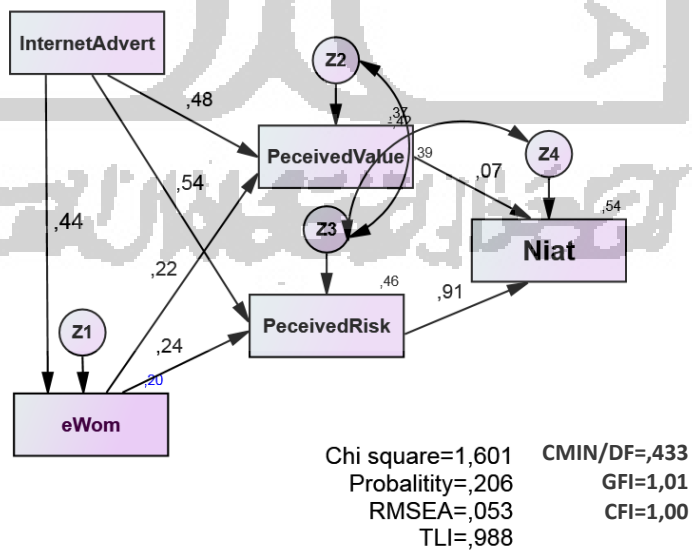 InternetAdvert
Z2
,48
,37
-,42
PeceivedValue
,39
Z4
,54
,07
,54
,44
Z3
Niat
,22
,46
,91
Z1
PeceivedRisk
,24
,20
eWom
Chi square=1,601
CMIN/DF=,433
Probalitity=,206
GFI=1,01
RMSEA=,053
CFI=1,00
TLI=,988